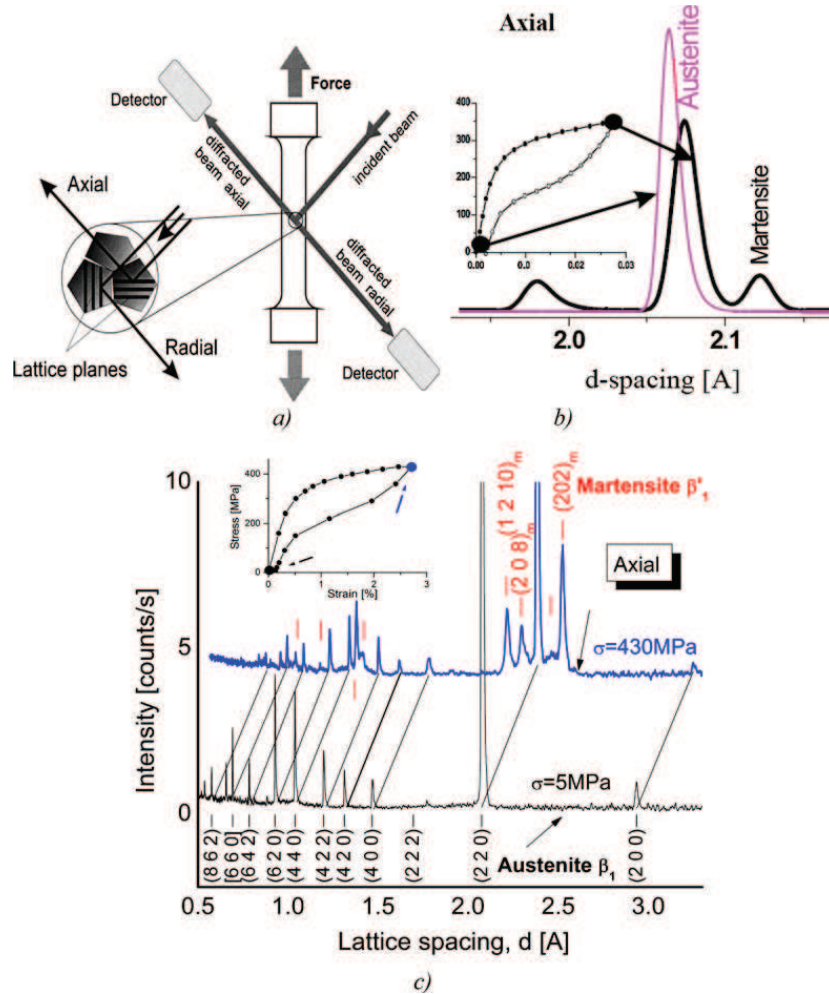 Force
Detector
diffracted
beam axial
incident
beam
Axial
diffracted
beam radial
Radial
Lattice planes
Detector
a)
Axial
Austenite
Martensite
400
300
200
100
0
0.00
0.01
0.02
0.03
2.0
2.1
d-spacing [A]
b)
10
5
0
Intensity [counts/s]
400
200
0
Stress [MPa]
0
1
2
3
Strain [%]
(1 2 10)m
(2 0 8)m
(202)m
Martensite β'1
Axial
σ=430MPa
σ=5MPa
(8 6 2)
[6 6 0]
(6 4 2)
(6 2 0)
(4 4 0)
(4 2 2)
(4 2 0)
(4 0 0)
(2 2 2)
(2 2 0)
(2 0 0)
Austenite β1
0.5
1.0
1.5
2.0
2.5
3.0
Lattice spacing, d [A]
c)